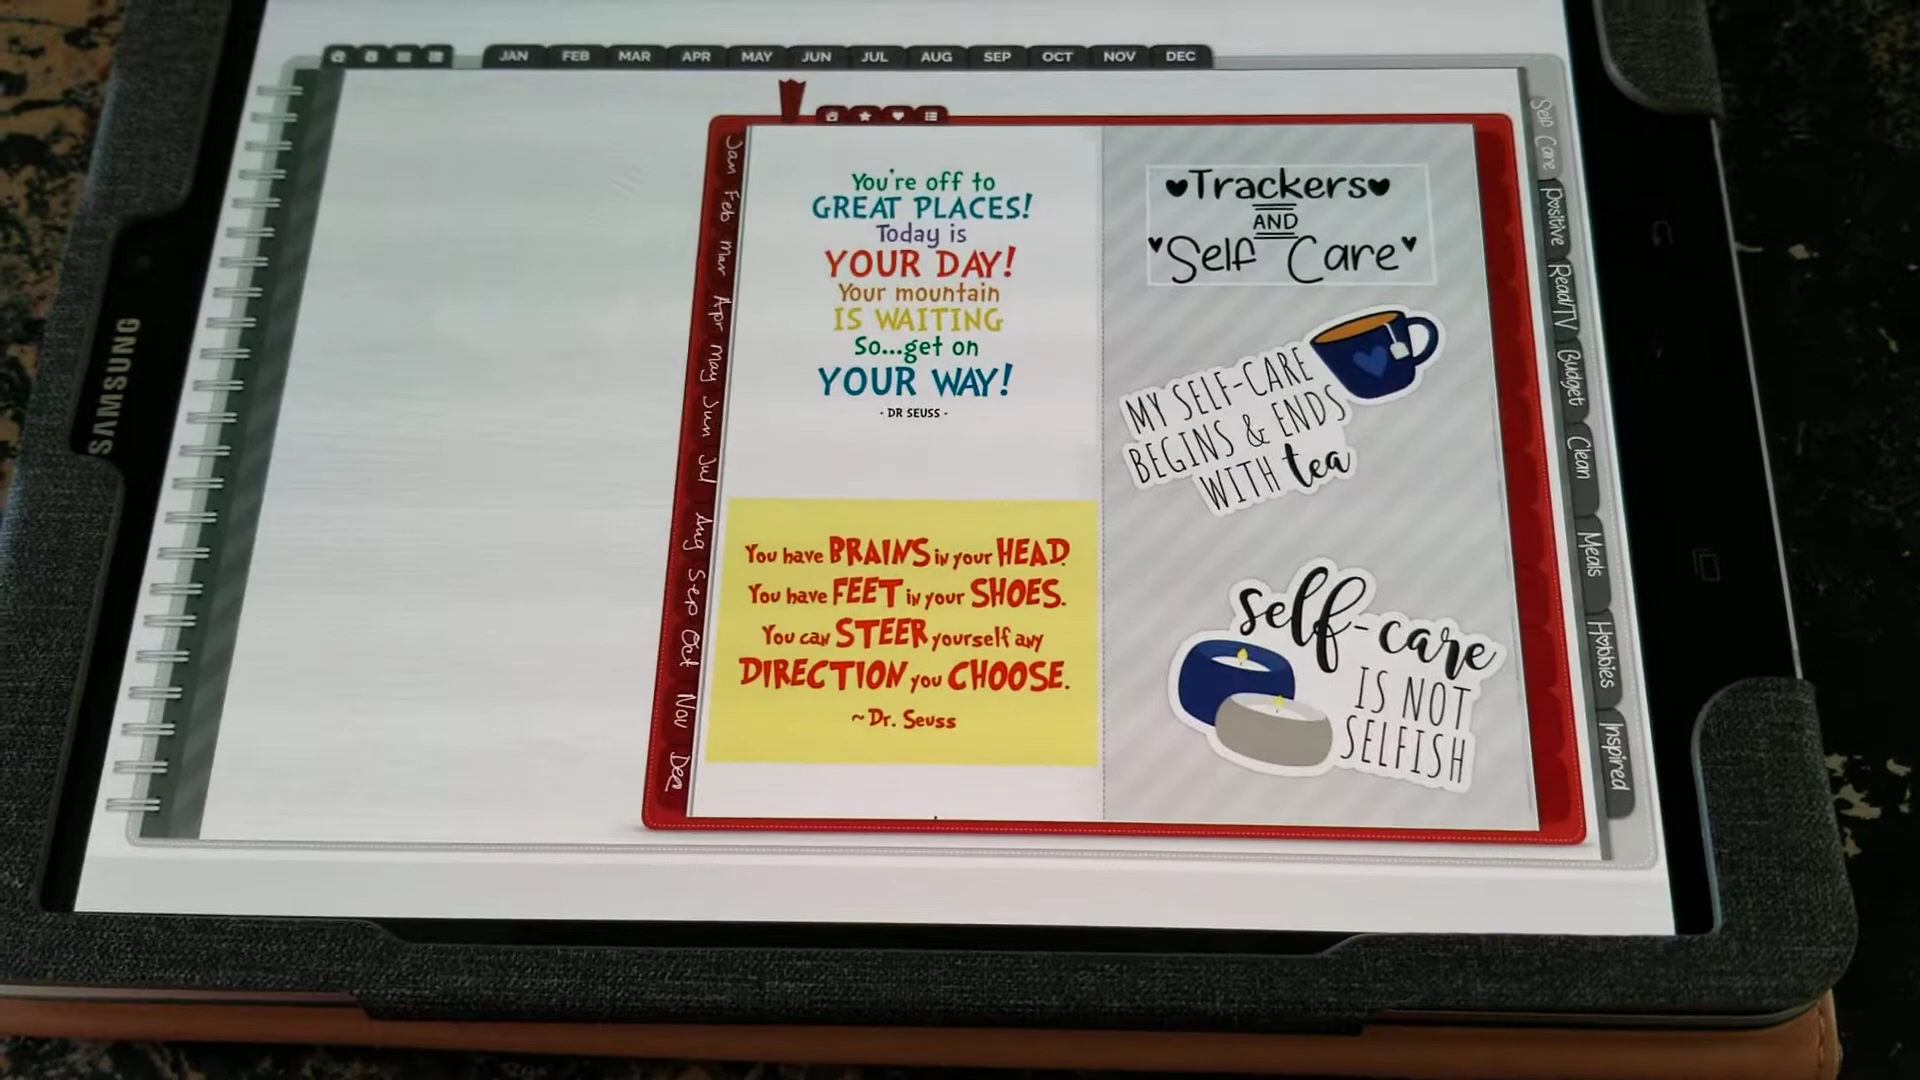 JAN FEB MAR APR MAY JUN JUL AUG SEP OCT NOV DEC
SAMSUNG
Jan
Feb
Mar
Apr
May
Jun
Jul
Aug
Sep
Oct
Nov
Dec
You're off to
GREAT PLACES!
Today is
YOUR DAY!
Your mountain
IS WAITING
So...get on
YOUR WAY!
- DR SEUSS -
You have BRAINS in your HEAD.
You have FEET in your SHOES.
You can STEER yourself any
DIRECTION you CHOOSE.
~ Dr. Seuss
Trackers
AND
Self Care
MY SELF-CARE
BEGINS & ENDS
WITH tea
self-care
IS NOT
SELFISH
Self Care
Positive
Read/TV
Budget
Clean
Meals
Hobbies
Inspired